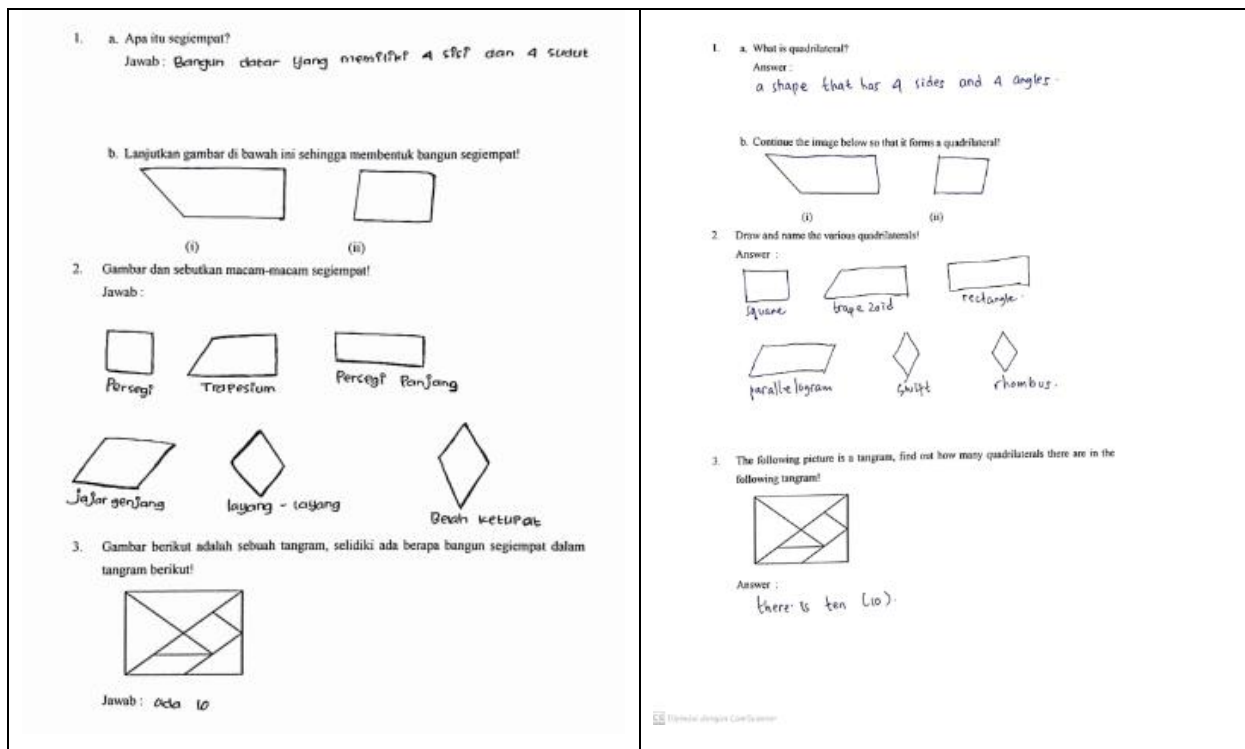 1. a. Apa itu segiempat?
Jawab : Bangun datar yang memiliki 4 sisi dan 4 sudut
b. Lanjutkan gambar di bawah ini sehingga membentuk bangun segiempat!
(i) (ii)
2. Gambar dan sebutkan macam-macam segiempat!
Jawab :
Persegi Trapesium Persegi Panjang
Jajar genjang layang - layang Belah ketupat
3. Gambar berikut adalah sebuah tangram, selidiki ada berapa bangun segiempat dalam
tangram berikut!
Jawab : ada 10
1. a. What is quadrilateral?
Answer :
a shape that has 4 sides and 4 angles.
b. Continue the image below so that it forms a quadrilateral!
(i) (ii)
2. Draw and name the various quadrilaterals!
Answer :
square trapezoid rectangle.
parallelogram rhombus.
3. The following picture is a tangram, find out how many quadrilaterals there are in the
following tangram!
Answer :
there is ten (10).
CS dengan CamScanner